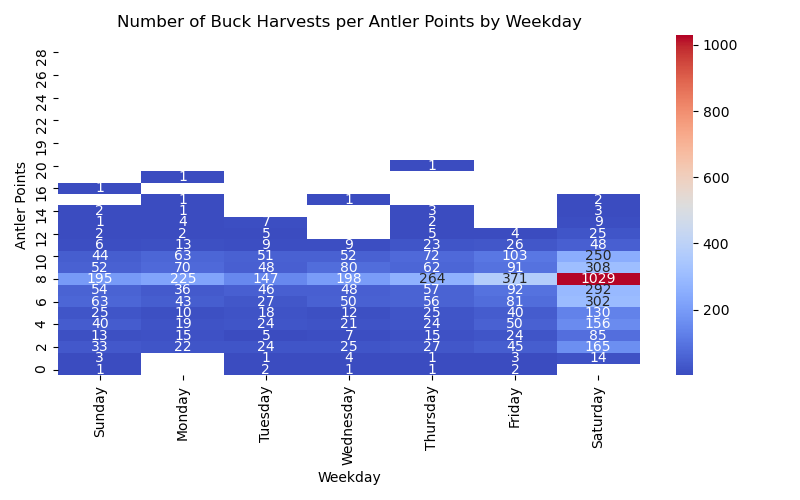 Number of Buck Harvests per Antler Points by Weekday
Antler Points
28
26
24
22
19
20 1
1
16 1
1 1 2
14 2 1 3 3
1 4 7 2 9
12 2 2 5 5 4 25
6 13 9 9 23 26 48
10 44 63 51 52 72 103 250
52 70 48 80 62 91 308
8 195 225 147 198 264 371 1029
54 36 46 48 57 92 292
6 63 43 27 50 56 81 302
25 10 18 12 25 40 130
4 40 19 24 21 24 50 156
13 15 5 7 15 24 85
2 33 22 24 25 27 45 165
3 1 4 1 3 14
0 1 2 1 1 2
Sunday Monday Tuesday Wednesday Thursday Friday Saturday
Weekday
1000
800
600
400
200